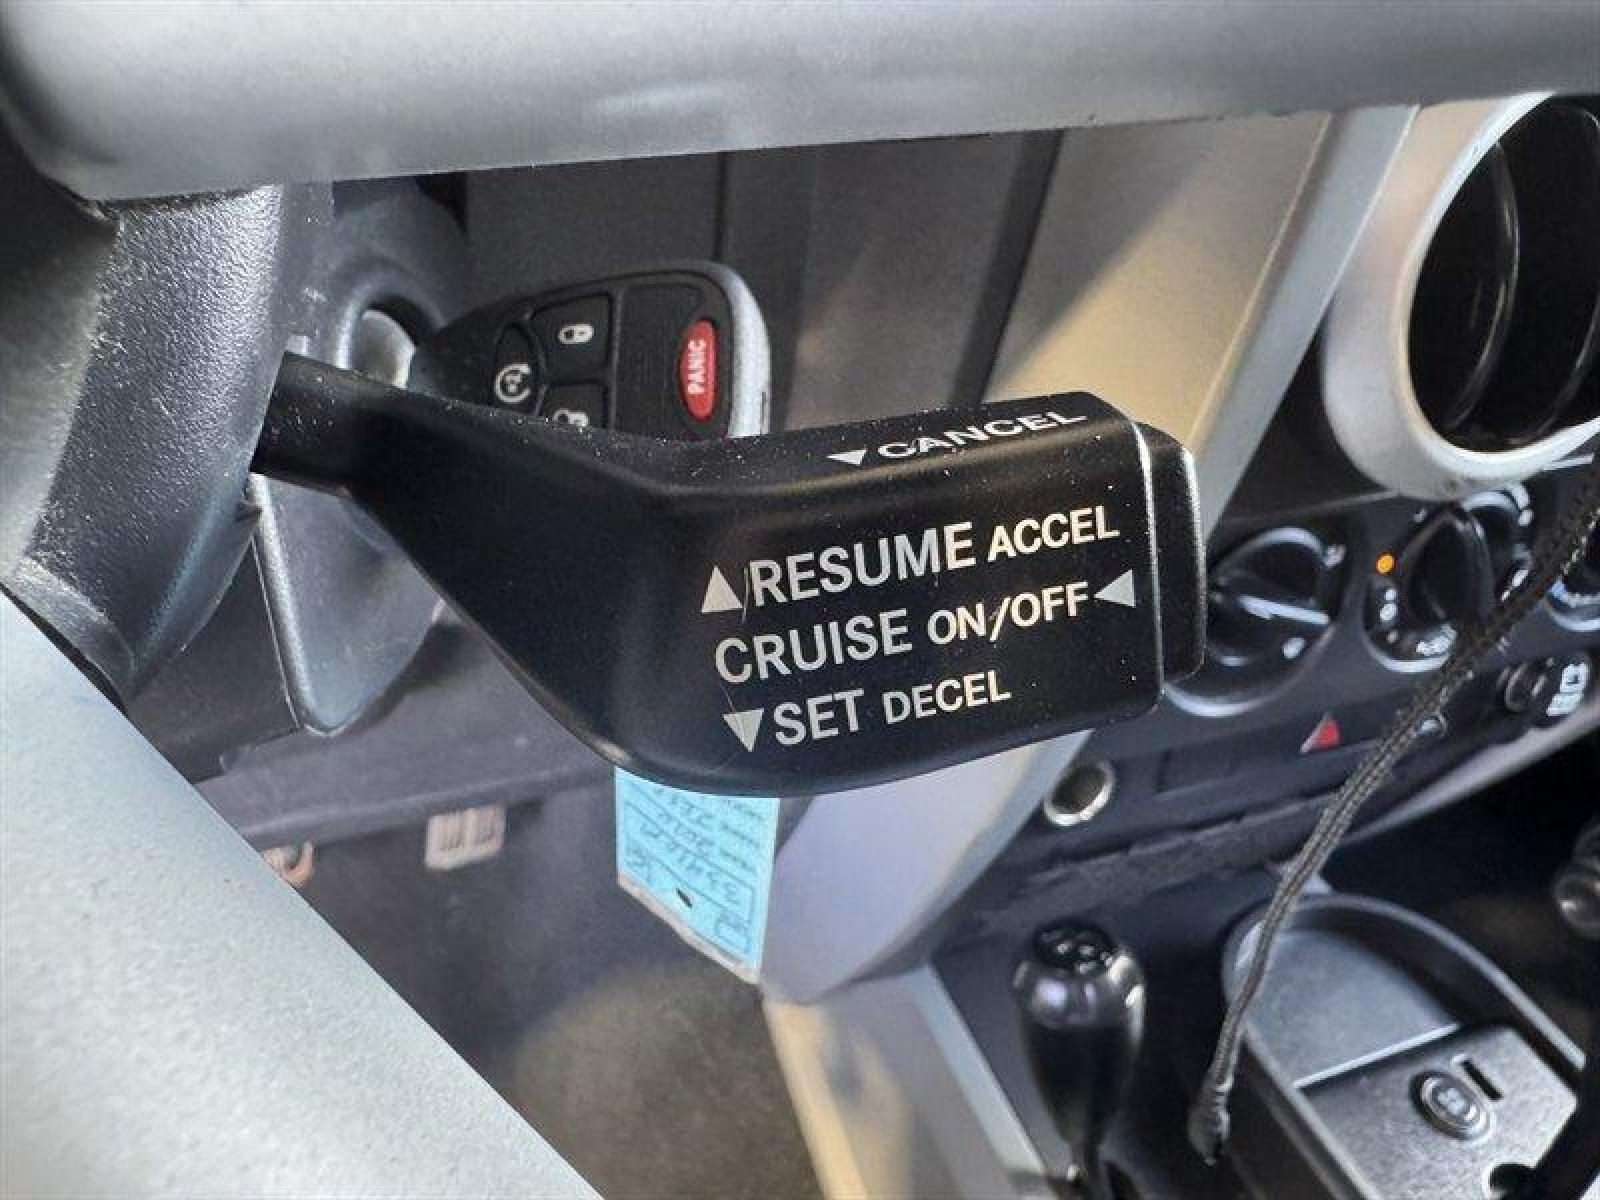 PANIC
CANCEL
RESUME ACCEL
CRUISE ON/OFF
SET DECEL